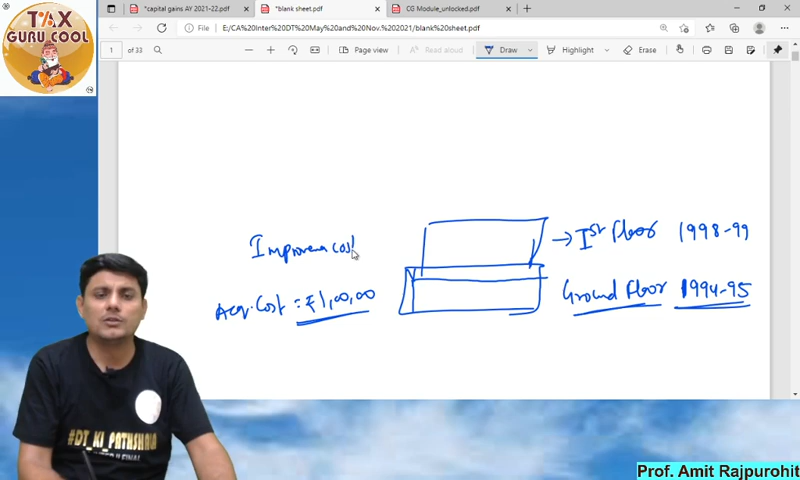 TAX
GURU COOL
*capital gains AY 2021-22.pdf
*blank sheet.pdf
CG Module_unlocked.pdf
File
E:/CA%20Inter%20DT%20May%20and%20Nov.%202021/blank%20sheet.pdf
1 of 33
Page view
Read aloud
Draw
Highlight
Erase
Ist floor 1998-99
Improvemen cost
Ground Floor 1994-95
Acq. Cost = ₹1,00,00
#DT_KI_PATHSHALA
Prof. Amit Rajpurohit